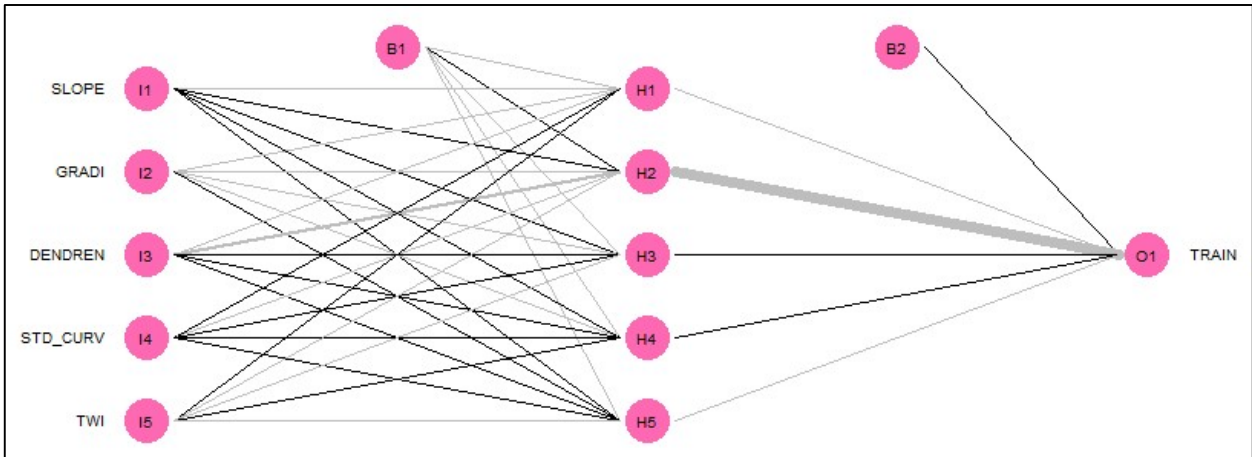 B1 B2
SLOPE I1 H1
GRADI I2 H2
DENDREN I3 H3 O1 TRAIN
STD_CURV I4 H4
TWI I5 H5